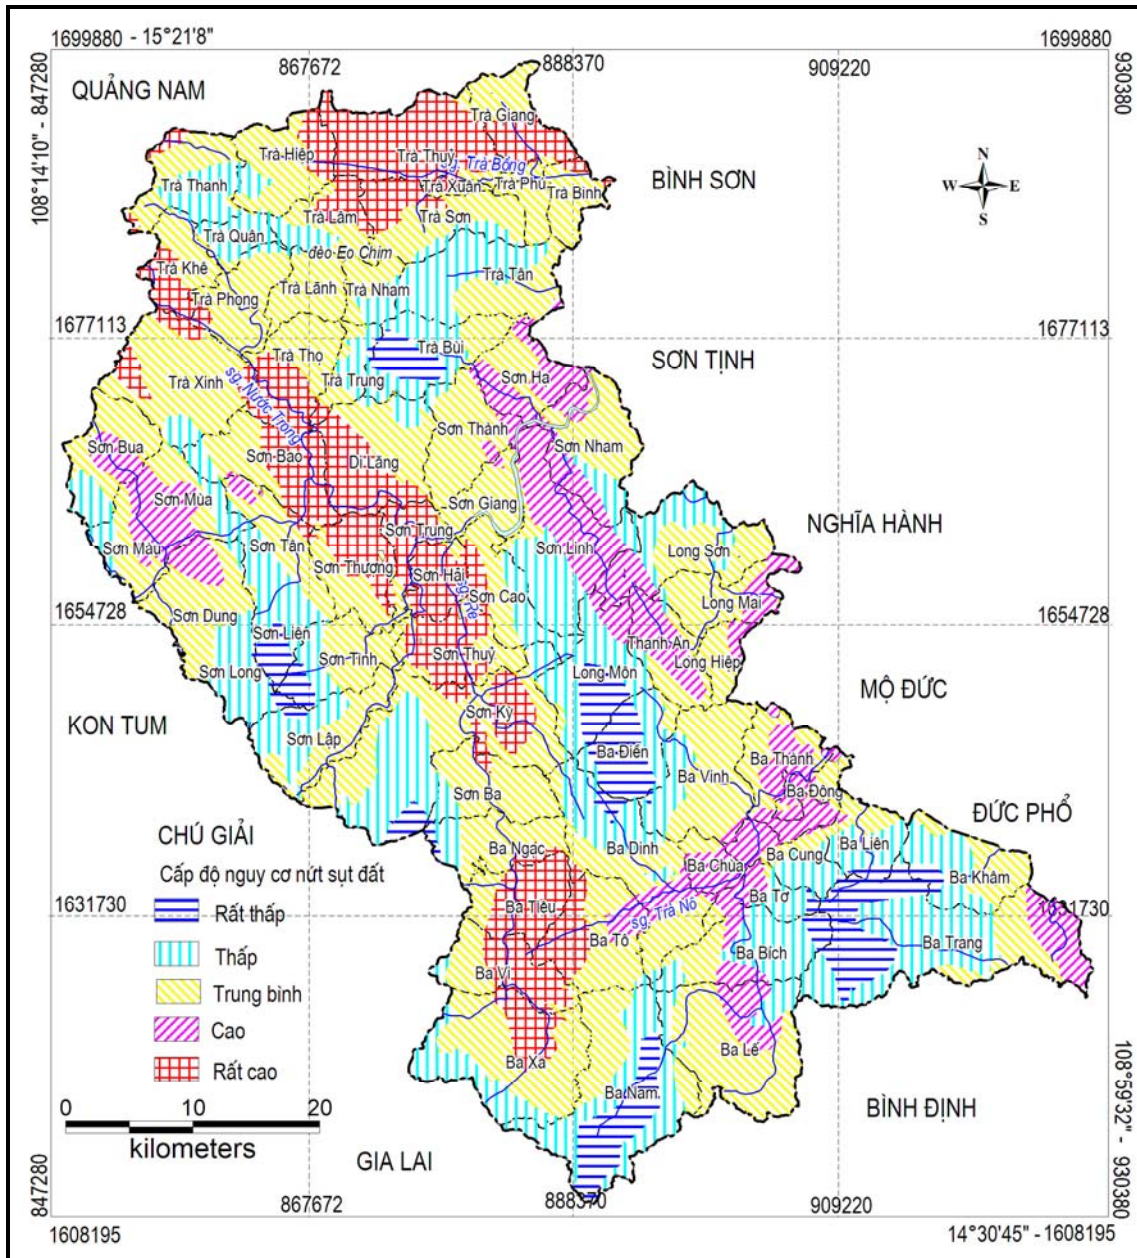 1699880 - 15°21'8"
1699880
867672
888370
909220
108°14'10" - 847280
930380
QUẢNG NAM
Trà Giang
Trà Hiệp
Trà Thuỷ
sg. Trà Bồng
BÌNH SƠN
N
W
E
S
Trà Thanh
Trà Xuân
Trà Phú
Trà Bình
Trà Lâm
Trà Sơn
Trà Quân
đèo Eo Chim
Trà Khê
Trà Tân
Trà Phong
Trà Lãnh
Trà Nham
1677113
1677113
Trà Thọ
Trà Bùi
SƠN TỊNH
Trà Xinh
sg. Nước Trong
Trà Trung
Sơn Hạ
Sơn Thành
Sơn Nham
Sơn Bua
Sơn Bao
Di Lăng
Sơn Mùa
Sơn Giang
NGHĨA HÀNH
Sơn Màu
Sơn Tân
Sơn Trung
Sơn Linh
Long Sơn
Sơn Thượng
Sơn Hải
sg. Re
Sơn Cao
Long Mai
1654728
1654728
Sơn Dung
Sơn Liên
Thanh An
Sơn Long
Sơn Tinh
Sơn Thuỷ
Long Hiệp
Long Môn
MỘ ĐỨC
KON TUM
Sơn Kỳ
Sơn Lập
Ba Điền
Ba Thành
Ba Vinh
Ba Động
Sơn Ba
ĐỨC PHỔ
CHÚ GIẢI
Ba Ngạc
Ba Dinh
Ba Cung
Ba Liên
Ba Chùa
Ba Khâm
Cấp độ nguy cơ nứt sụt đất
Rất thấp
Ba Tiêu
sg. Trà Nô
Ba Tơ
1631730
1631730
Ba Tô
Ba Bích
Ba Trang
Thấp
Ba Vì
Trung bình
Cao
Ba Lế
Rất cao
Ba Xa
Ba Nam
0
10
20
kilometers
BÌNH ĐỊNH
GIA LAI
108°59'32" - 930380
847280
867672
888370
909220
1608195
14°30'45" - 1608195